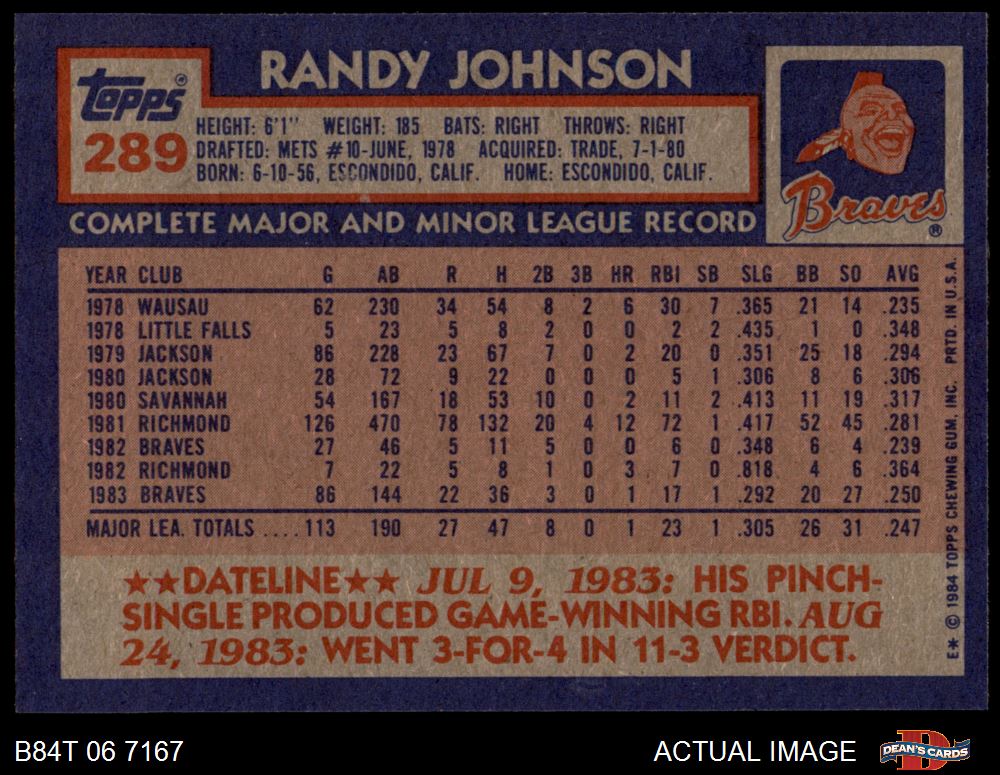 RANDY JOHNSON
Topps®
289
HEIGHT: 6'1" WEIGHT: 185 BATS: RIGHT THROWS: RIGHT
DRAFTED: METS #10-JUNE, 1978 ACQUIRED: TRADE, 7-1-80
BORN: 6-10-56, ESCONDIDO, CALIF. HOME: ESCONDIDO, CALIF.
Braves®
COMPLETE MAJOR AND MINOR LEAGUE RECORD
YEAR CLUB G AB R H 2B 3B HR RBI SB SLG BB SO AVG
1978 WAUSAU 62 230 34 54 8 2 6 30 7 .365 21 14 .235
1978 LITTLE FALLS 5 23 5 8 2 0 0 2 2 .435 1 0 .348
1979 JACKSON 86 228 23 67 7 0 2 20 0 .351 25 18 .294
1980 JACKSON 28 72 9 22 0 0 0 5 1 .306 8 6 .306
1980 SAVANNAH 54 167 18 53 10 0 2 11 2 .413 11 19 .317
1981 RICHMOND 126 470 78 132 20 4 12 72 1 .417 52 45 .281
1982 BRAVES 27 46 5 11 5 0 0 6 0 .348 6 4 .239
1982 RICHMOND 7 22 5 8 1 0 3 7 0 .818 4 6 .364
1983 BRAVES 86 144 22 36 3 0 1 17 1 .292 20 27 .250
MAJOR LEA. TOTALS .... 113 190 27 47 8 0 1 23 1 .305 26 31 .247
★★DATELINE★★ JUL 9, 1983: HIS PINCH-
SINGLE PRODUCED GAME-WINNING RBI. AUG
24, 1983: WENT 3-FOR-4 IN 11-3 VERDICT.
E* © 1984 TOPPS CHEWING GUM, INC. PRTD. IN U.S.A.
B84T 06 7167
ACTUAL IMAGE
DEAN'S CARDS